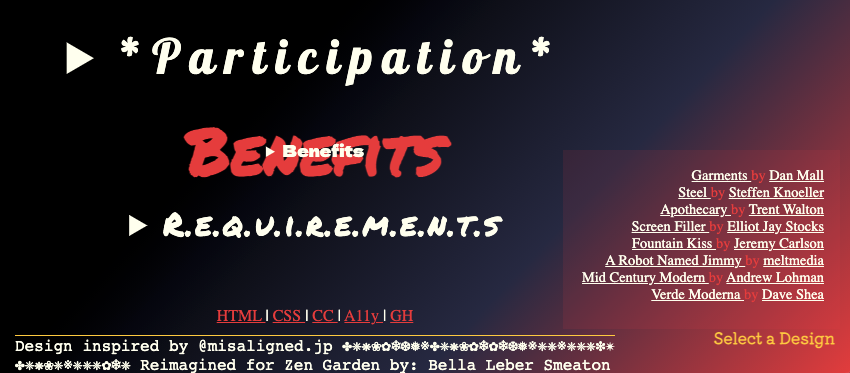 *Participation*
Benefits
Benefits
R.e.q.u.i.r.e.m.e.n.t.s
Garments by Dan Mall
Steel by Steffen Knoeller
Apothecary by Trent Walton
Screen Filler by Elliot Jay Stocks
Fountain Kiss by Jeremy Carlson
A Robot Named Jimmy by meltmedia
Mid Century Modern by Andrew Lohman
Verde Moderna by Dave Shea
HTML | CSS | CC | A11y | GH
Select a Design
Design inspired by @misaligned.jp
Reimagined for Zen Garden by: Bella Leber Smeaton